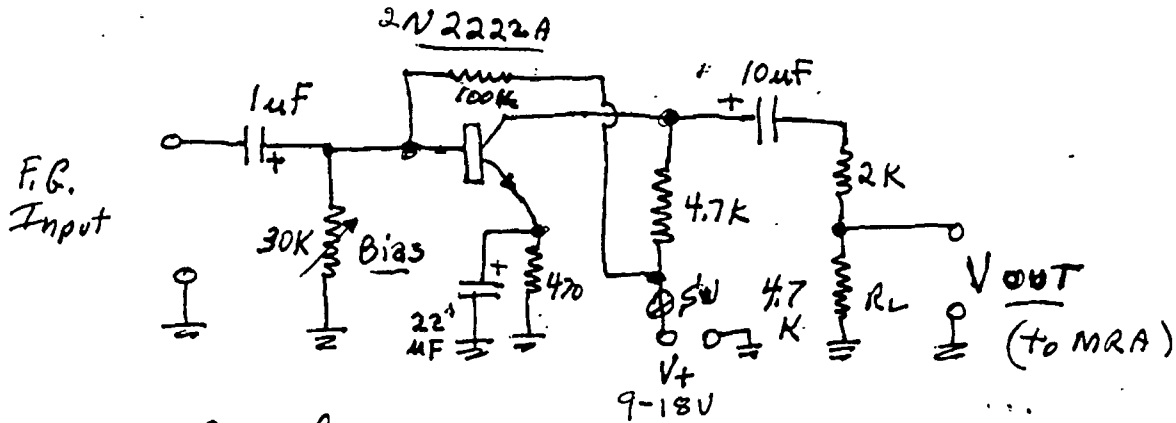 2N2222A
100K
1uF
+
10uF
+
F.G.
Input
30K
Bias
22
uF
+
470
4.7K
SW
V+
9-18V
2K
4.7
K
RL
V OUT
(to MRA)